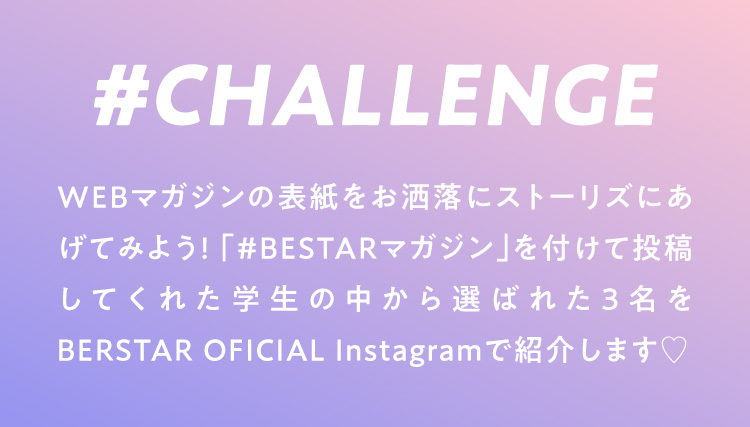 #CHALLENGE
WEBマガジンの表紙をお洒落にストーリズにあ
げてみよう!「#BESTARマガジン」を付けて投稿
してくれた学生の中から選ばれた3名を
BERSTAR OFICIAL Instagramで紹介します♡